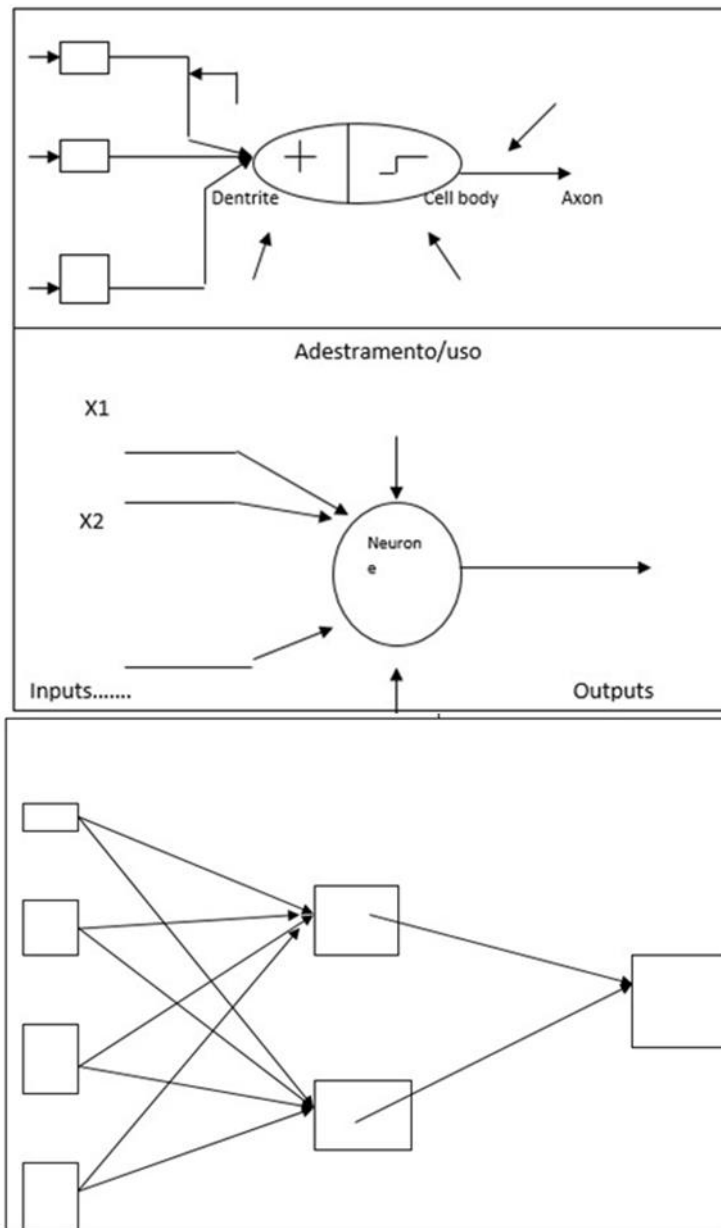 Dentrite Cell body Axon
Adestramento/uso
X1
X2
Neuron
e
Inputs....... Outputs